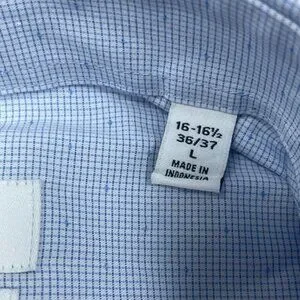 16-16½
36/37
L
MADE IN
INDONESIA